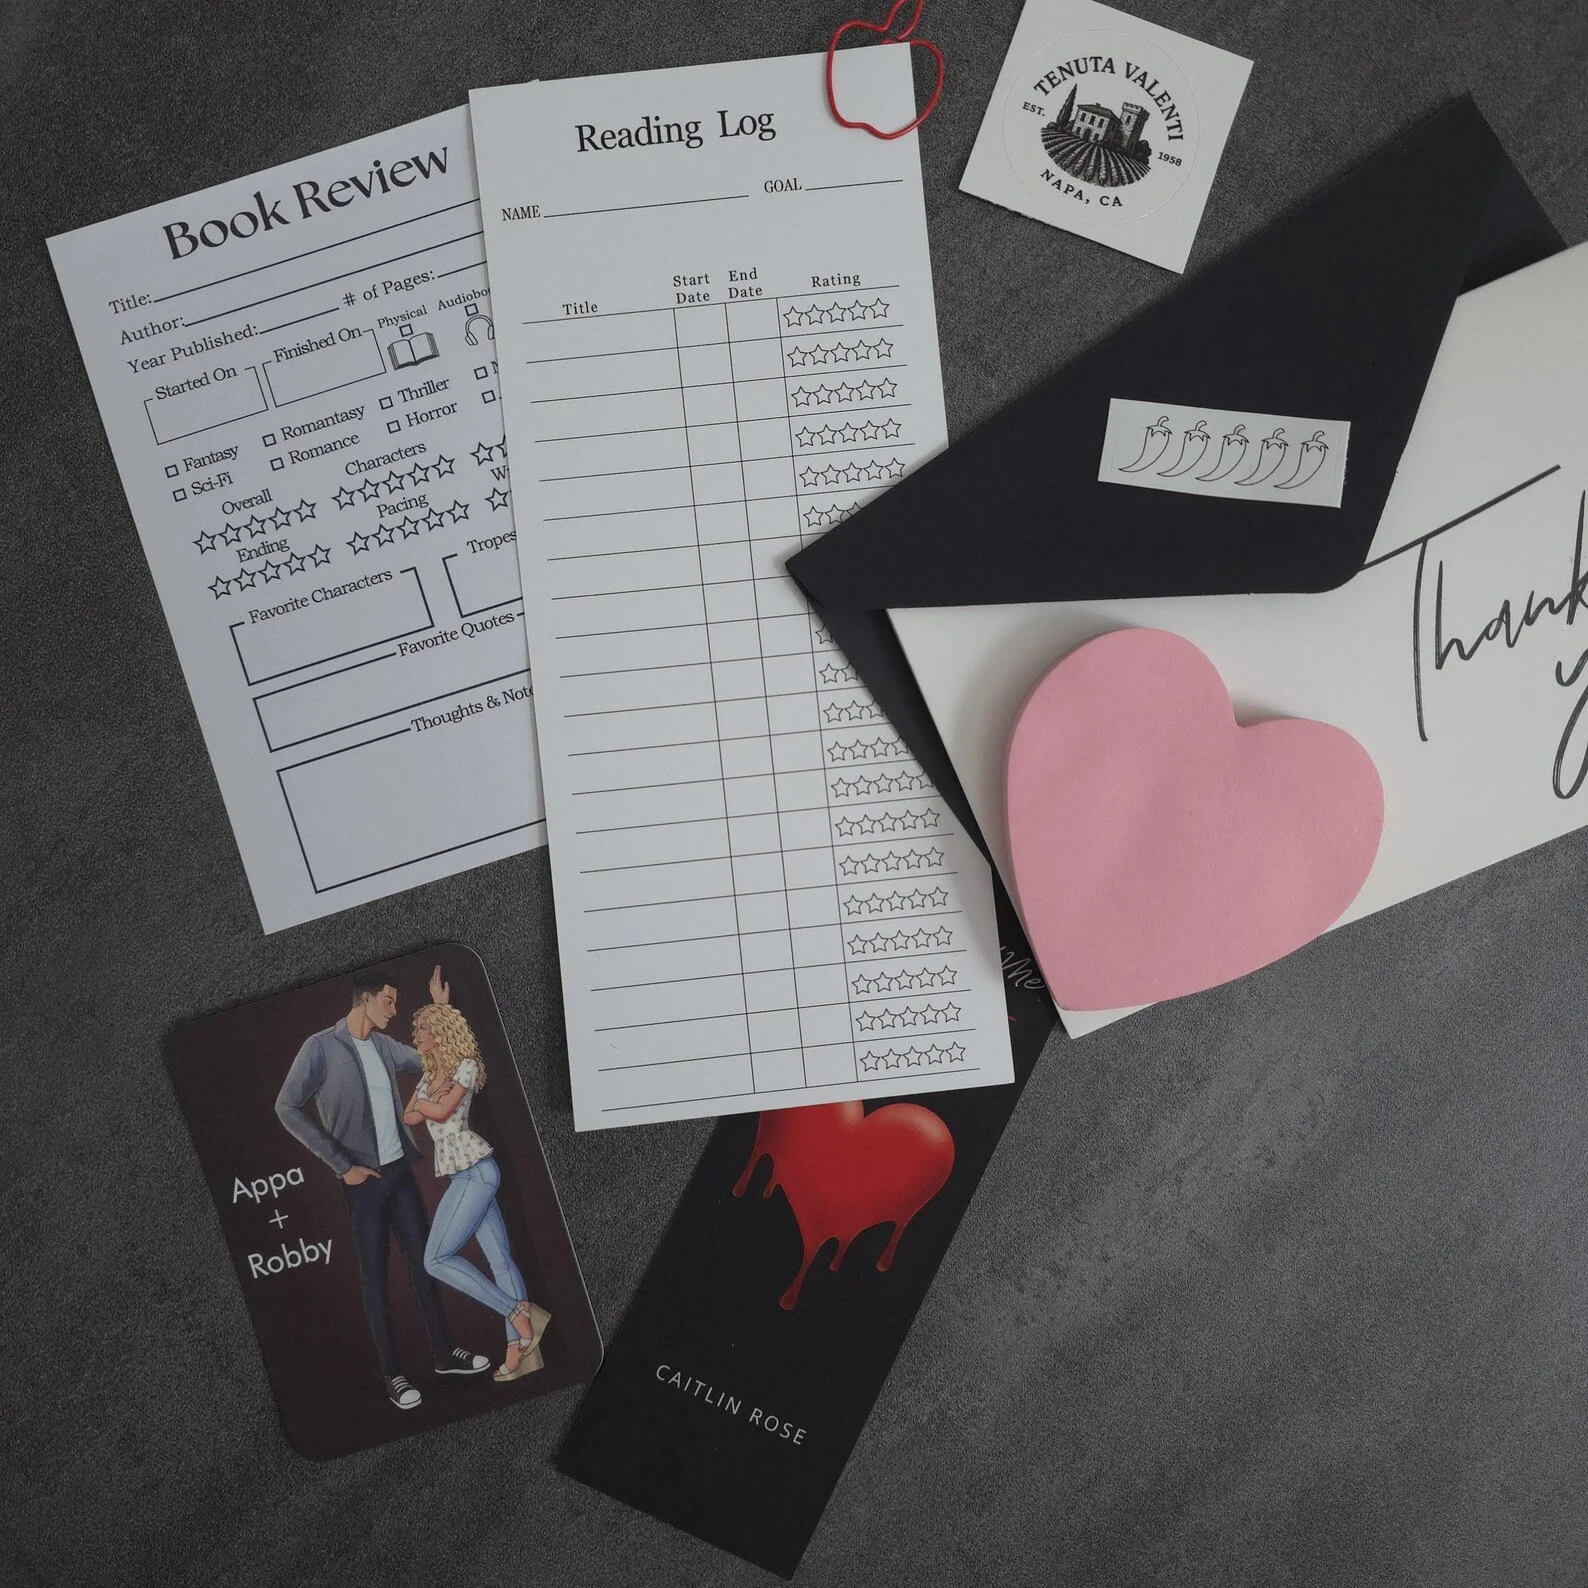 Book Review
Title:
Author:
# of Pages:
Year Published:
Physical
Started On
Finished On
Fantasy
Romantasy
Thriller
Sci-Fi
Romance
Horror
Overall
Characters
Ending
Pacing
Favorite Characters
Tropes
Favorite Quotes
Thoughts &
Reading Log
NAME
GOAL
Title
Start
Date
End
Date
Rating
TENUTA VALENTI
EST.
1958
NAPA, CA
Thank
Me
Appa
+
Robby
CAITLIN ROSE